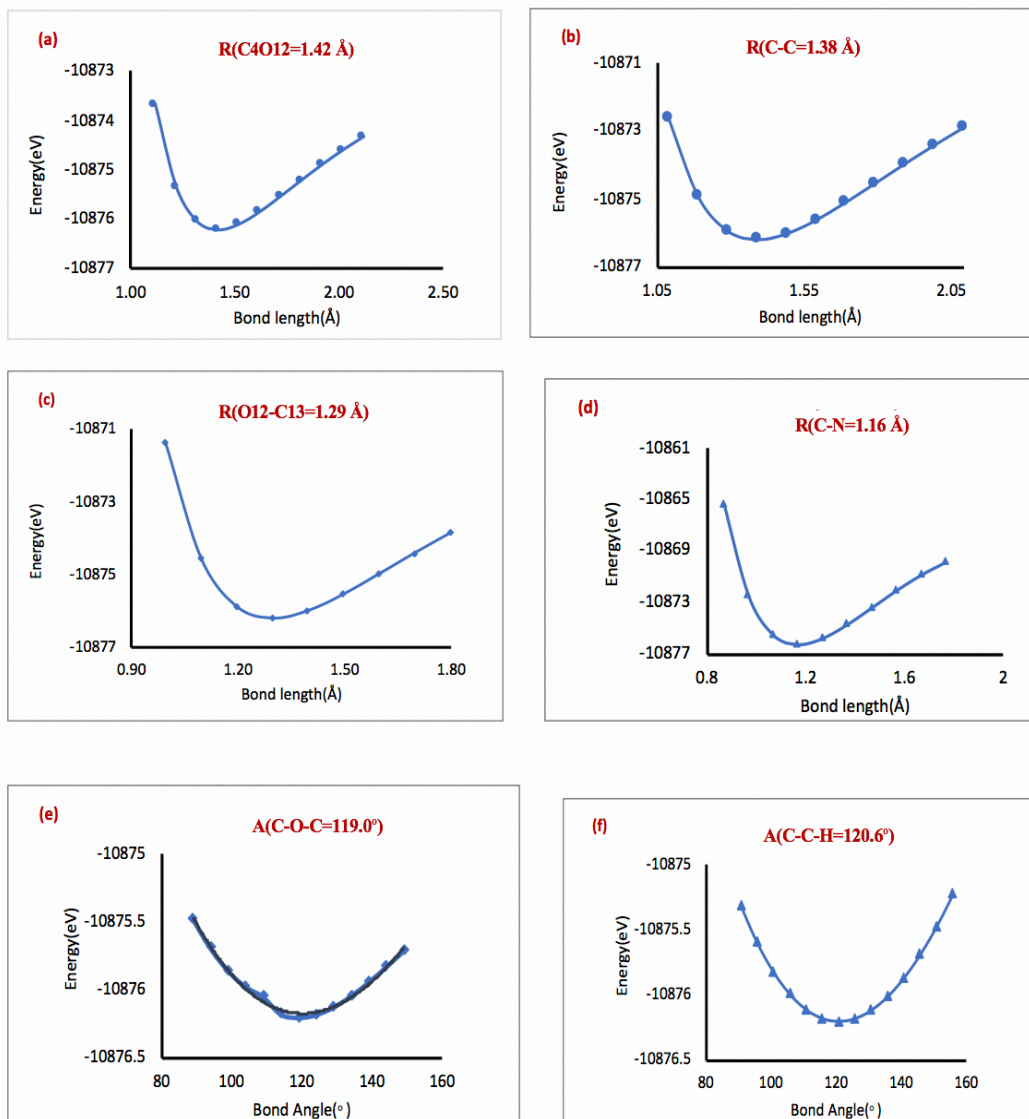 (a)
R(C4O12=1.42 Å)
-10873
-10874
-10875
-10876
-10877
Energy(eV)
1.00 1.50 2.00 2.50
Bond length(Å)
(b)
R(C-C=1.38 Å)
-10871
-10873
-10875
-10877
Energy(eV)
1.05 1.55 2.05
Bond length(Å)
(c)
R(O12-C13=1.29 Å)
-10871
-10873
-10875
-10877
Energy(eV)
0.90 1.20 1.50 1.80
Bond length(Å)
(d)
R(C-N=1.16 Å)
-10861
-10865
-10869
-10873
-10877
Energy(eV)
0.8 1.2 1.6 2
Bond length(Å)
(e)
A(C-O-C=119.0º)
-10875
-10875.5
-10876
-10876.5
Energy(eV)
80 100 120 140 160
Bond Angle(º)
(f)
A(C-C-H=120.6º)
-10875
-10875.5
-10876
-10876.5
Energy(eV)
80 100 120 140 160
Bond Angle(º)